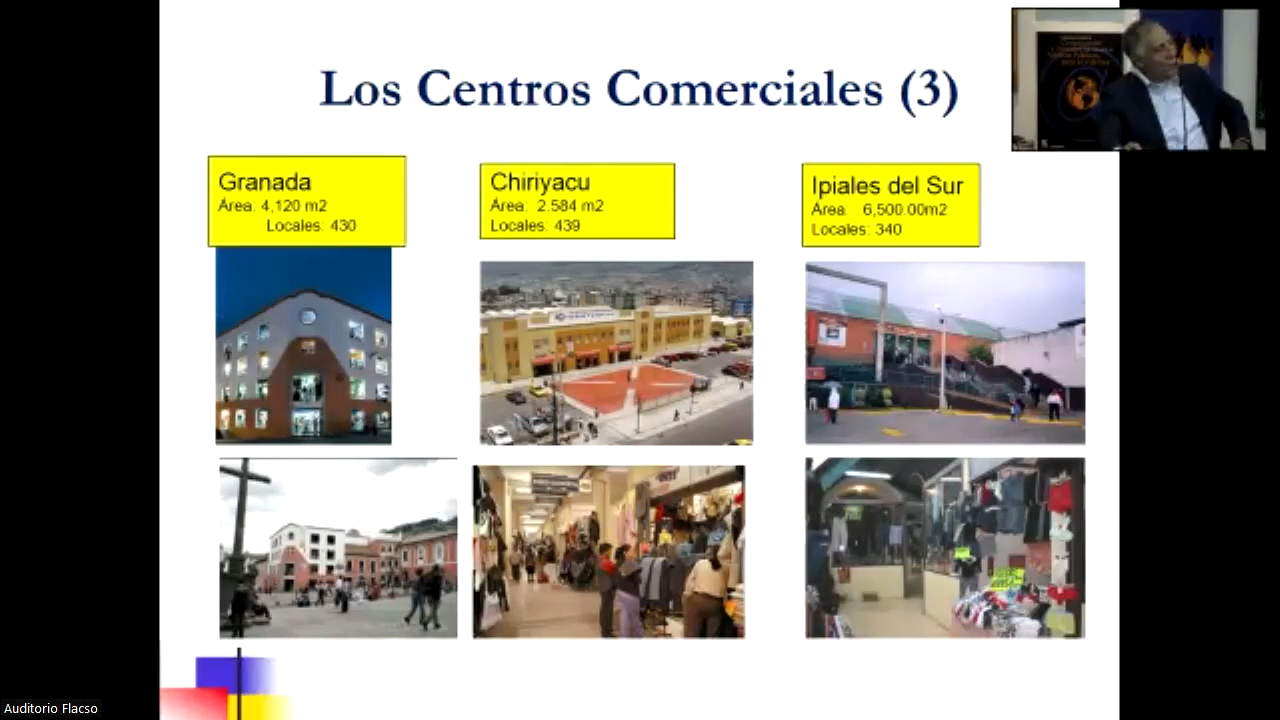 Los Centros Comerciales (3)
Granada
Área: 4,120 m2
Locales: 430
Chiriyacu
Área: 2.584 m2
Locales: 439
Ipiales del Sur
Área: 6,500.00m2
Locales: 340
Auditorio Flacso